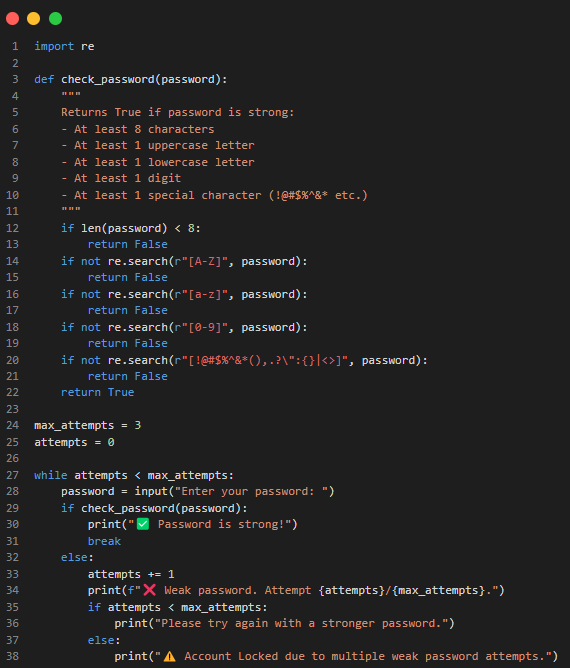 1 import re
2
3 def check_password(password):
4     """
5     Returns True if password is strong:
6     - At least 8 characters
7     - At least 1 uppercase letter
8     - At least 1 lowercase letter
9     - At least 1 digit
10     - At least 1 special character (!@#$%^&* etc.)
11     """
12     if len(password) < 8:
13         return False
14     if not re.search(r"[A-Z]", password):
15         return False
16     if not re.search(r"[a-z]", password):
17         return False
18     if not re.search(r"[0-9]", password):
19         return False
20     if not re.search(r"[!@#$%^&*(),.?\":{}|<>]", password):
21         return False
22     return True
23
24 max_attempts = 3
25 attempts = 0
26
27 while attempts < max_attempts:
28     password = input("Enter your password: ")
29     if check_password(password):
30         print("✅ Password is strong!")
31         break
32     else:
33         attempts += 1
34         print(f"❌ Weak password. Attempt {attempts}/{max_attempts}.")
35         if attempts < max_attempts:
36             print("Please try again with a stronger password.")
37         else:
38             print("⚠️ Account Locked due to multiple weak password attempts.")